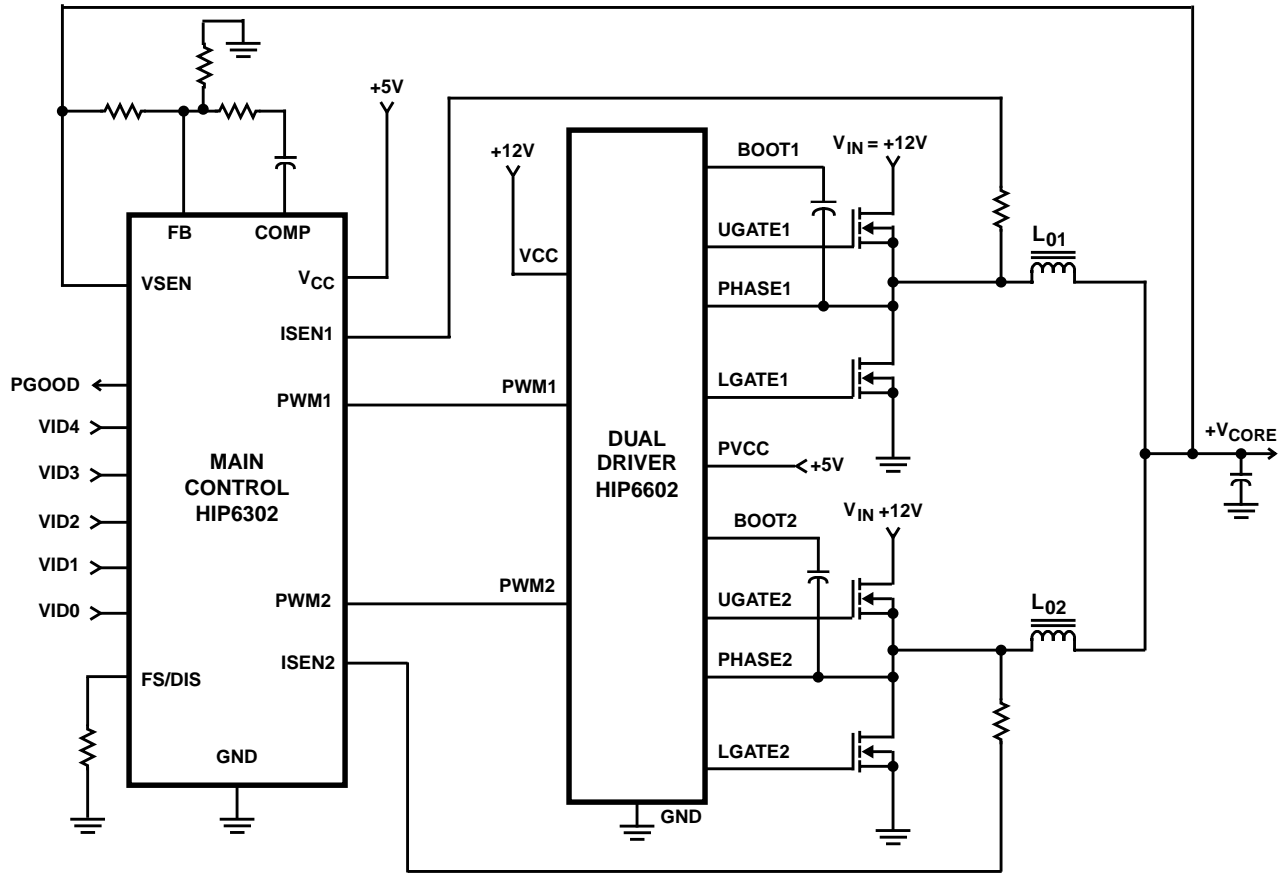 +5V
+12V
BOOT1
V_IN = +12V
FB
COMP
UGATE1
L_01
VCC
V_CC
VSEN
PHASE1
ISEN1
PGOOD
PWM1
PWM1
LGATE1
VID4
+V_CORE
VID3
MAIN
CONTROL
HIP6302
DUAL
DRIVER
HIP6602
PVCC
+5V
VID2
BOOT2
V_IN +12V
VID1
PWM2
PWM2
UGATE2
L_02
VID0
ISEN2
PHASE2
FS/DIS
GND
LGATE2
GND